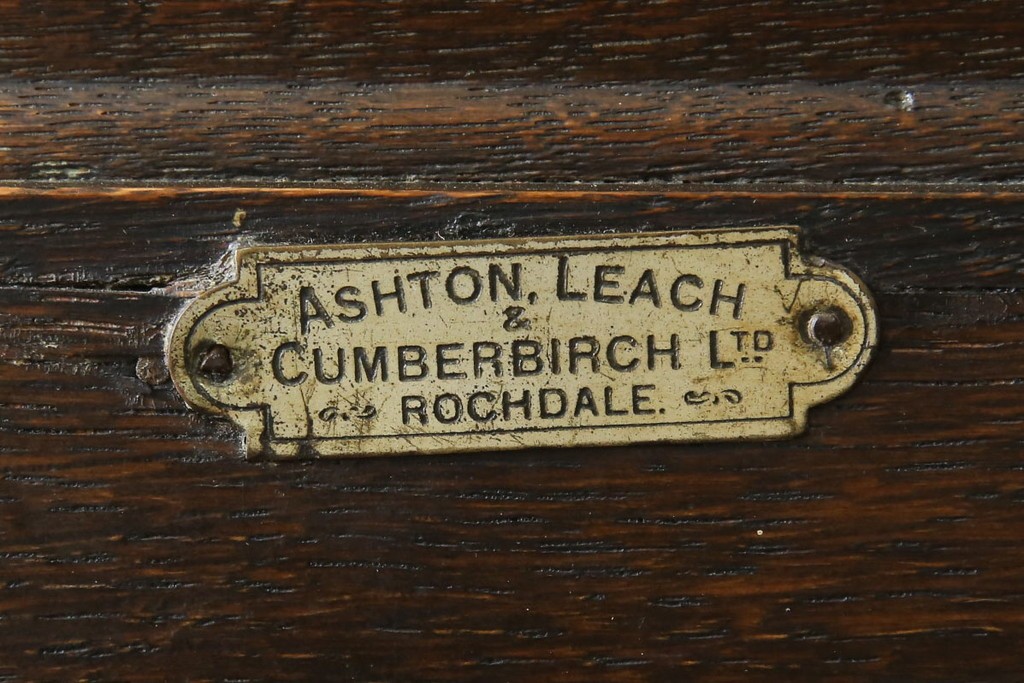 ASHTON, LEACH
&
CUMBERBIRCH LTD
ROCHDALE.